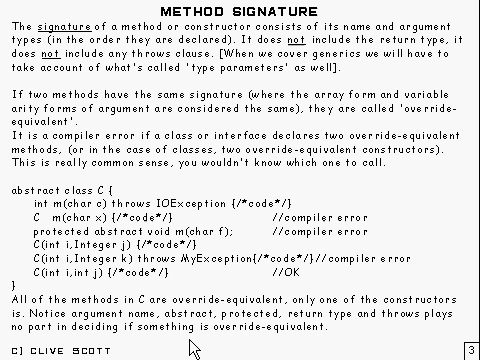 METHOD SIGNATURE
The signature of a method or constructor consists of its name and argument
types (in the order they are declared). It does not include the return type, it
does not include any throws clause. [When we cover generics we will have to
take account of what's called 'type parameters' as well].
If two methods have the same signature (where the array form and variable
arity forms of argument are considered the same), they are called 'override-
equivalent'.
It is a compiler error if a class or interface declares two override-equivalent
methods, (or in the case of classes, two override-equivalent constructors).
This is really common sense, you wouldn't know which one to call.
abstract class C {
int m(char c) throws IOException {/*code*/}
C m(char x) {/*code*/} //compiler error
protected abstract void m(char f); //compiler error
C(int i,Integer j) {/*code*/}
C(int i,Integer k) throws MyException{/*code*/}//compiler error
C(int i,int j) {/*code*/} //OK
}
All of the methods in C are override-equivalent, only one of the constructors
is. Notice argument name, abstract, protected, return type and throws plays
no part in deciding if something is override-equivalent.
C) CLIVE SCOTT
3